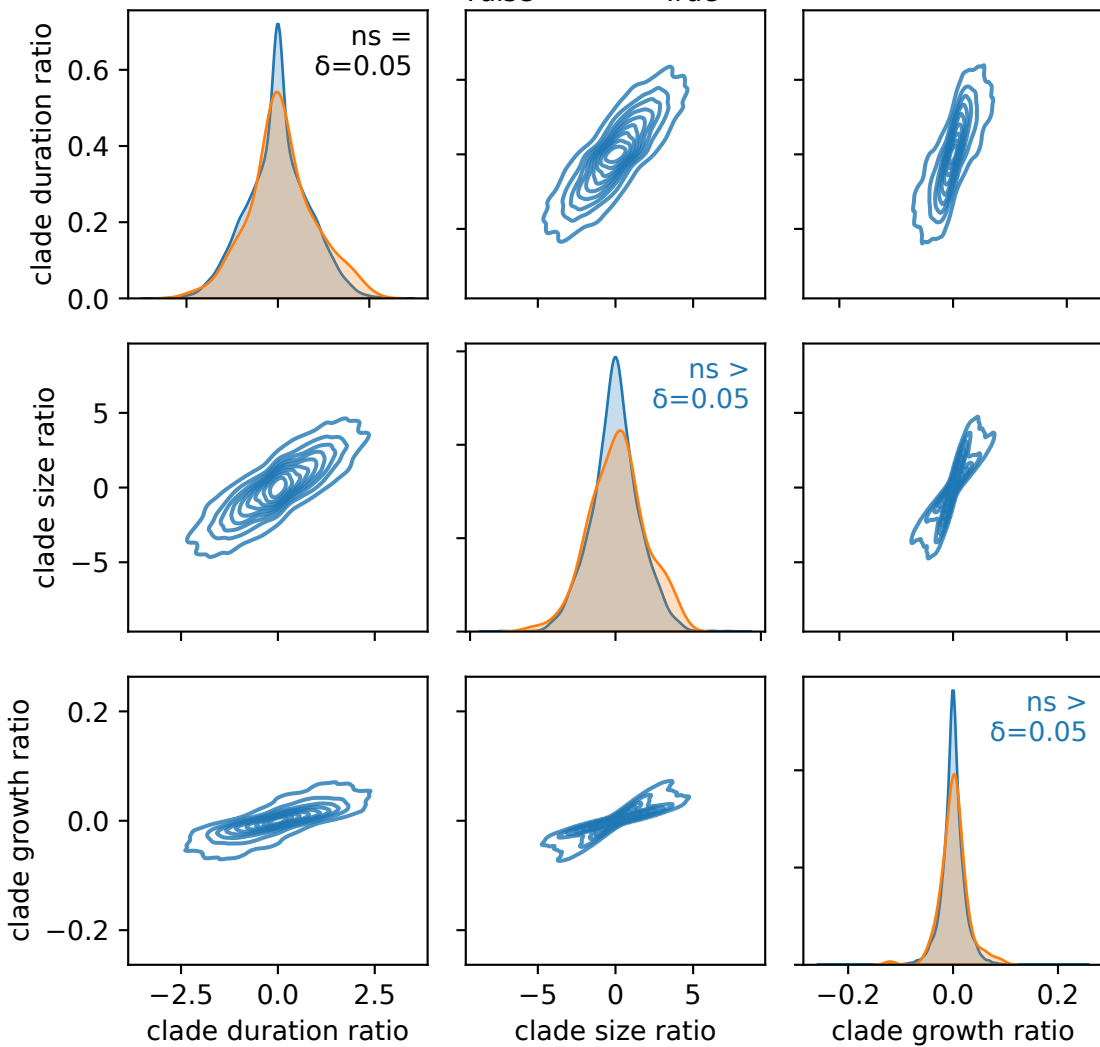 clade duration ratio
0.6
0.4
0.2
0.0
ns =
δ=0.05
clade size ratio
5
0
−5
ns >
δ=0.05
clade growth ratio
0.2
0.0
−0.2
ns >
δ=0.05
−2.5 0.0 2.5
−5 0 5
−0.2 0.0 0.2
clade duration ratio
clade size ratio
clade growth ratio